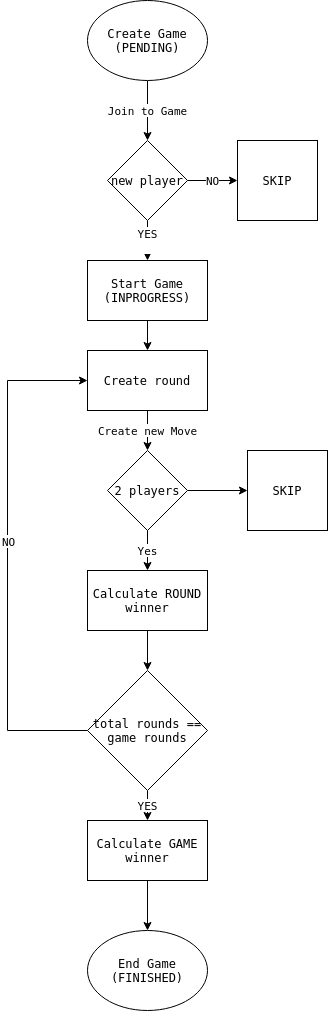 Create Game
(PENDING)
Join to Game
new player
NO
SKIP
YES
Start Game
(INPROGRESS)
Create round
Create new Move
2 players
SKIP
NO
Yes
Calculate ROUND
winner
total rounds ==
game rounds
YES
Calculate GAME
winner
End Game
(FINISHED)